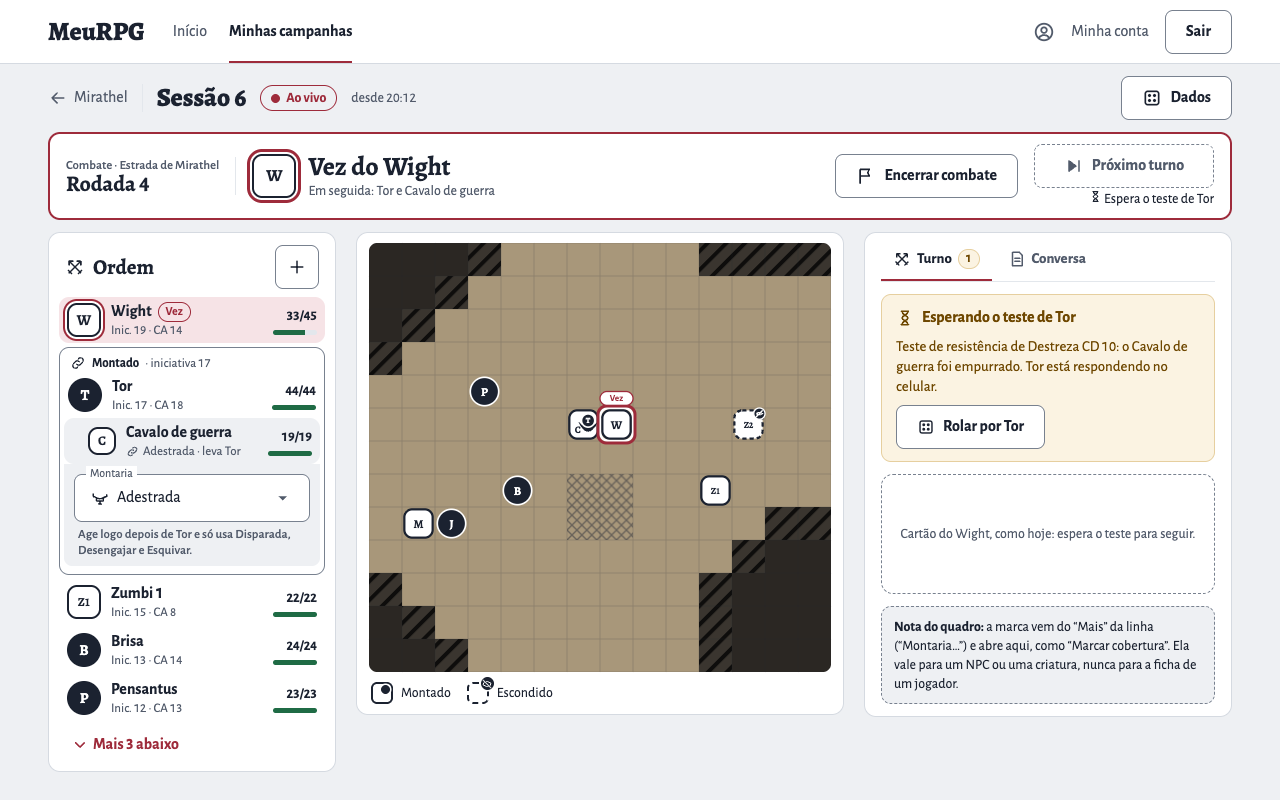 MeuRPG
Início
Minhas campanhas
Minha conta
Sair
Mirathel
Sessão 6
Ao vivo
desde 20:12
Dados
Combate · Estrada de Mirathel
Rodada 4
W
Vez do Wight
Em seguida: Tor e Cavalo de guerra
Encerrar combate
Próximo turno
Espera o teste de Tor
Ordem
W
Wight
Vez
33/45
Inic. 19 · CA 14
Montado · iniciativa 17
T
Tor
44/44
Inic. 17 · CA 18
C
Cavalo de guerra
19/19
Adestrada · leva Tor
Montaria
Adestrada
Age logo depois de Tor e só usa Disparada,
Desengajar e Esquivar.
Z1
Zumbi 1
22/22
Inic. 15 · CA 8
B
Brisa
24/24
Inic. 13 · CA 14
P
Pensantus
23/23
Inic. 12 · CA 13
Mais 3 abaixo
P
Vez
C
T
W
Z2
B
Z1
M
J
Montado
Escondido
Turno
1
Conversa
Esperando o teste de Tor
Teste de resistência de Destreza CD 10: o Cavalo de
guerra foi empurrado. Tor está respondendo no
celular.
Rolar por Tor
Cartão do Wight, como hoje: espera o teste para seguir.
Nota do quadro: a marca vem do “Mais” da linha
(“Montaria…”) e abre aqui, como “Marcar cobertura”. Ela
vale para um NPC ou uma criatura, nunca para a ficha de
um jogador.